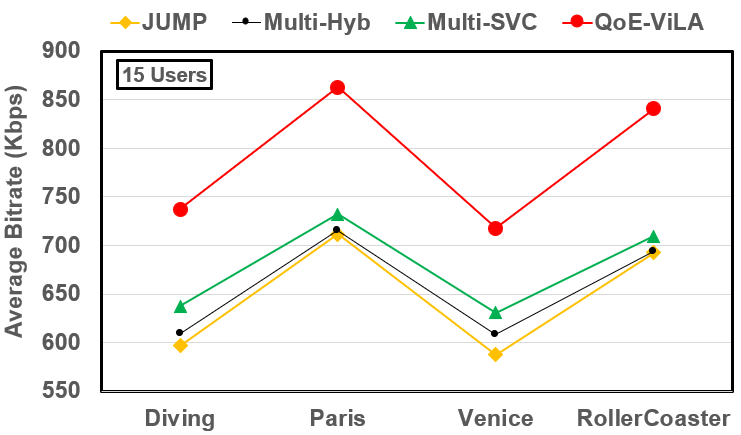 JUMP Multi-Hyb Multi-SVC QoE-ViLA
15 Users
Average Bitrate (Kbps)
900
850
800
750
700
650
600
550
Diving Paris Venice RollerCoaster